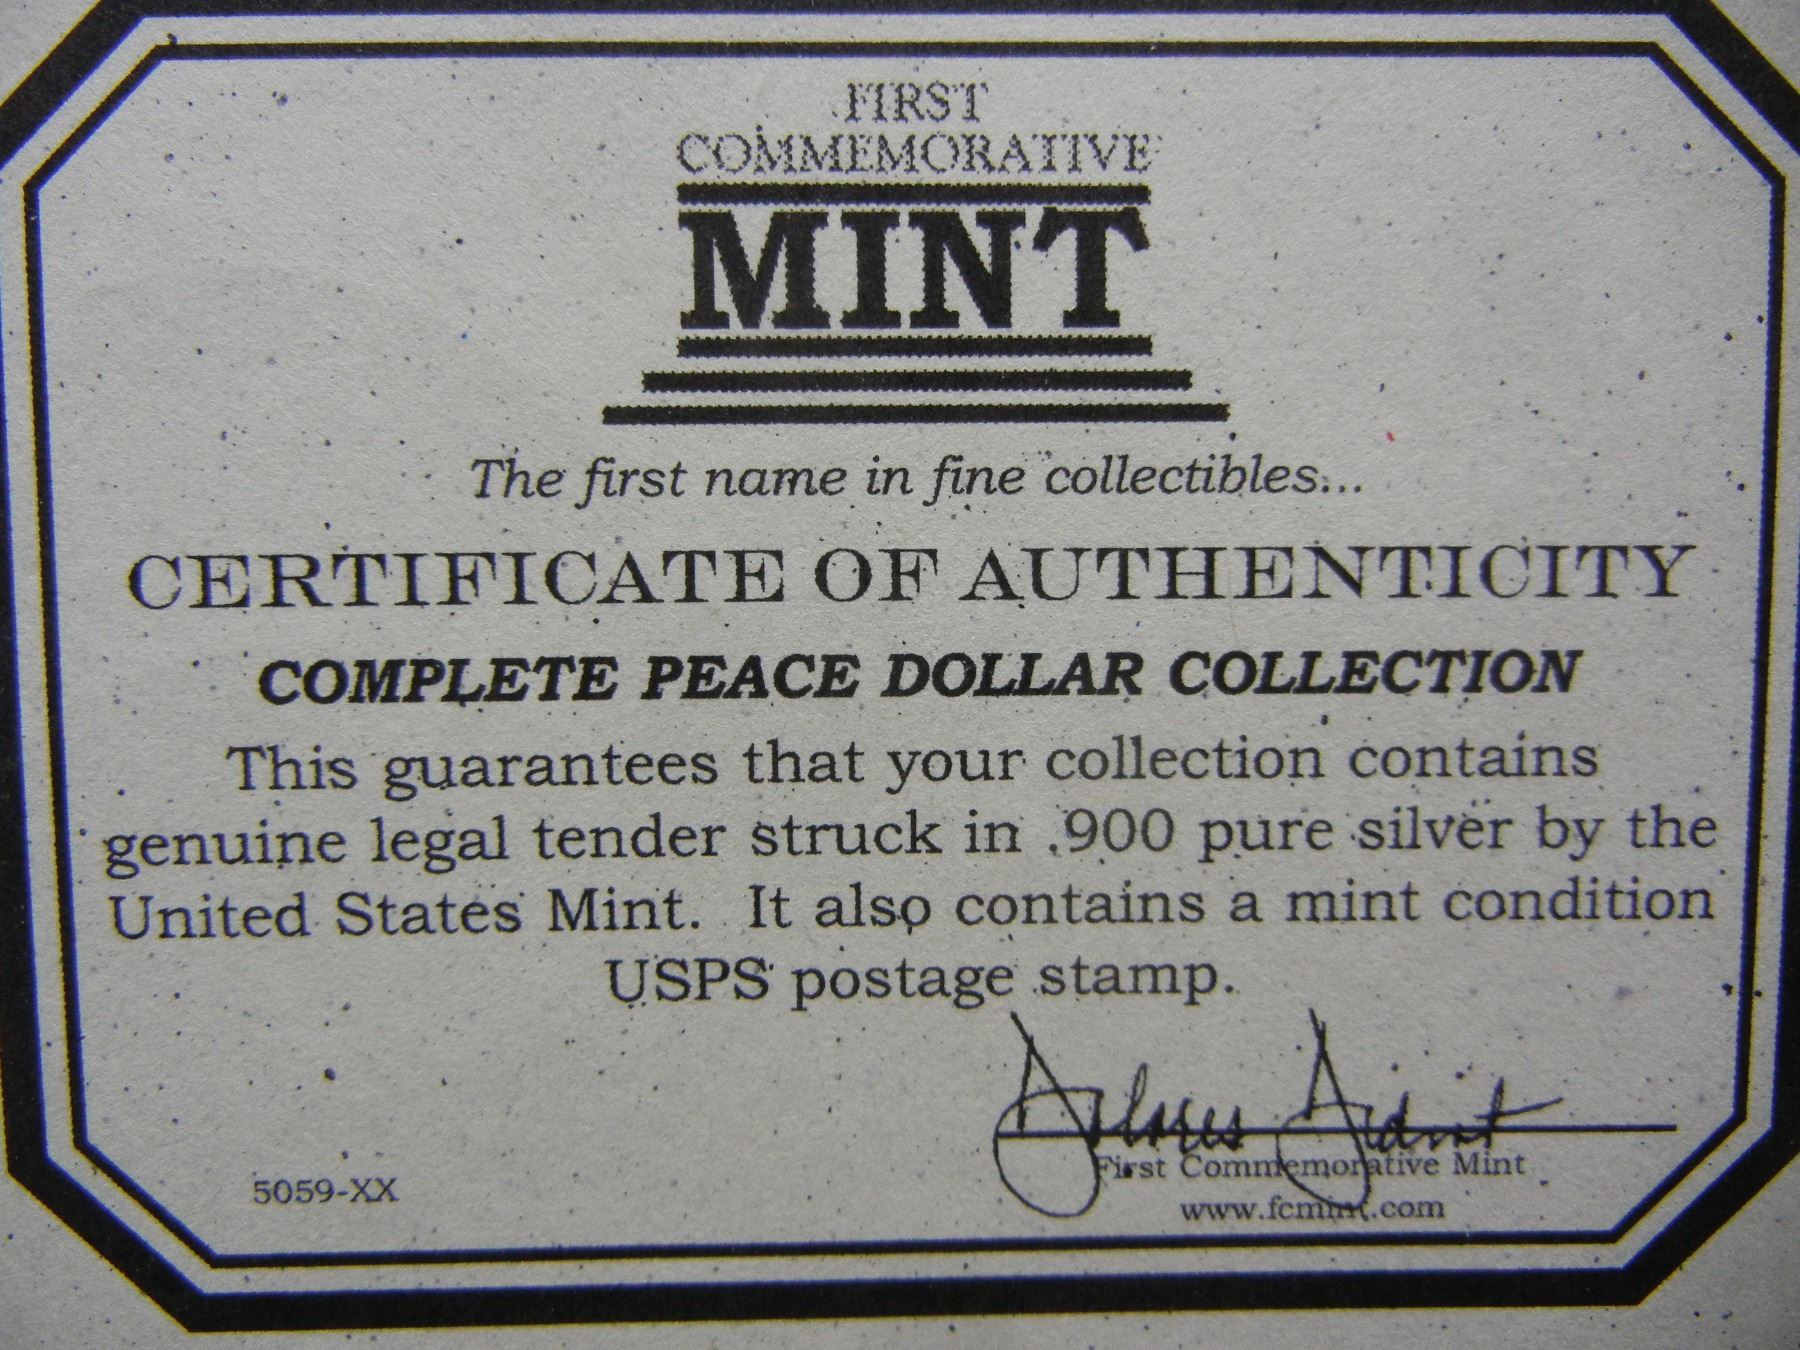 FIRST
COMMEMORATIVE
MINT
The first name in fine collectibles...
CERTIFICATE OF AUTHENTICITY
COMPLETE PEACE DOLLAR COLLECTION
This guarantees that your collection contains
genuine legal tender struck in .900 pure silver by the
United States Mint. It also contains a mint condition
USPS postage stamp.
First Commemorative Mint
www.fcmint.com
5059-XX